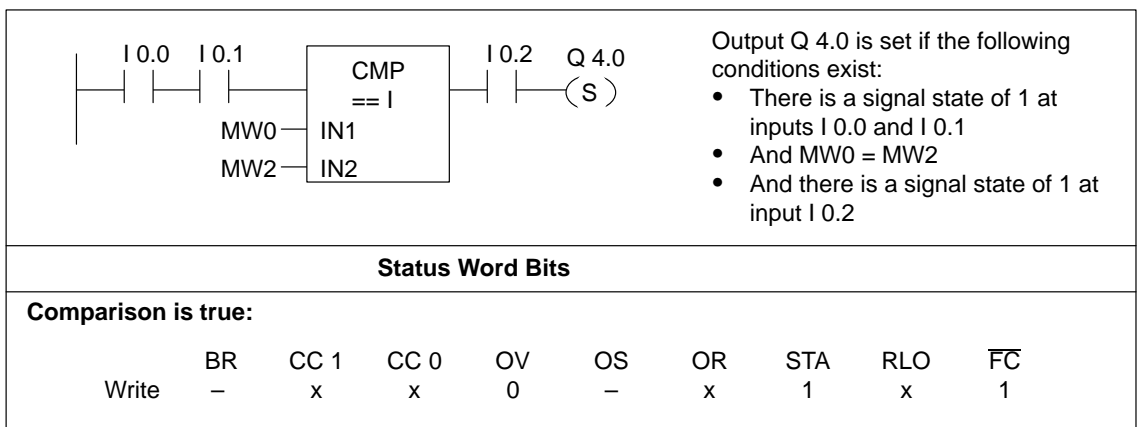 I 0.0 I 0.1
CMP
== I
MW0 IN1
MW2 IN2
I 0.2 Q 4.0
S
Output Q 4.0 is set if the following
conditions exist:
• There is a signal state of 1 at
inputs I 0.0 and I 0.1
• And MW0 = MW2
• And there is a signal state of 1 at
input I 0.2
Status Word Bits
Comparison is true:
BR CC 1 CC 0 OV OS OR STA RLO F̅C̅
Write – x x 0 – x 1 x 1